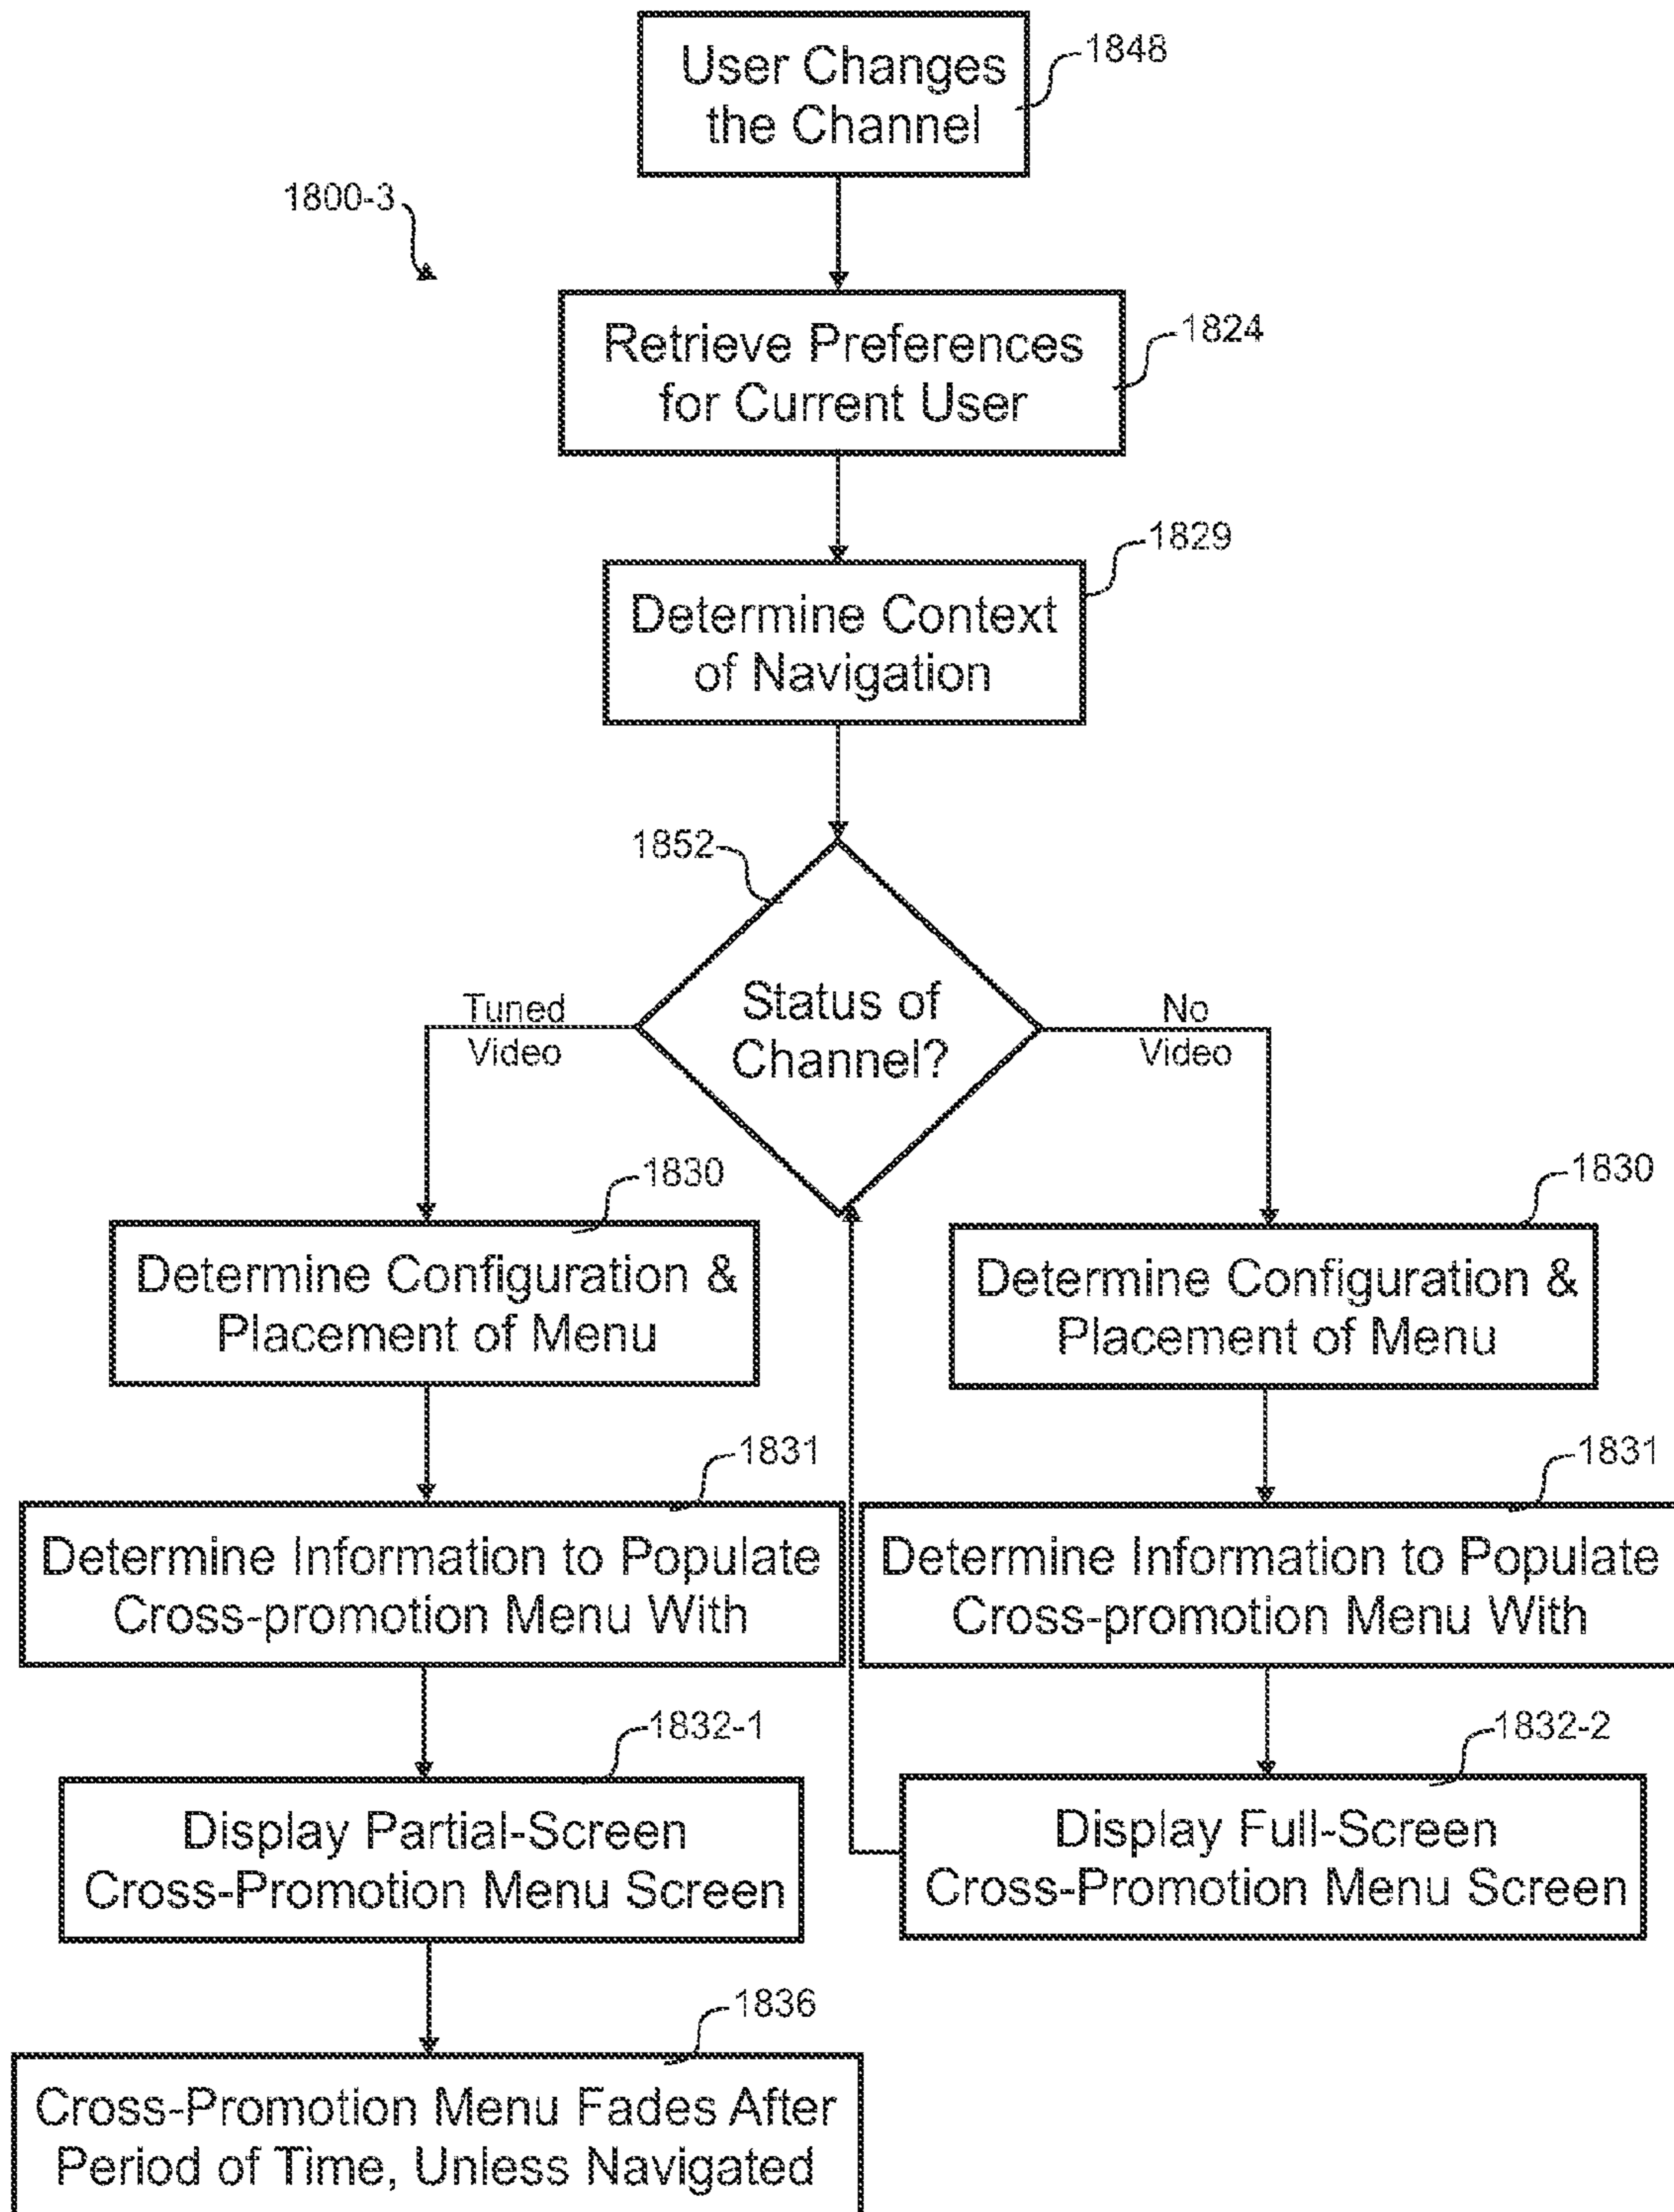 User Changes
the Channel
1848
1800-3
Retrieve Preferences
for Current User
1824
Determine Context
of Navigation
1829
1852
Status of
Channel?
Tuned
Video
No
Video
1830
Determine Configuration &
Placement of Menu
1830
Determine Configuration &
Placement of Menu
1831
Determine Information to Populate
Cross-promotion Menu With
1831
Determine Information to Populate
Cross-promotion Menu With
1832-1
Display Partial-Screen
Cross-Promotion Menu Screen
1832-2
Display Full-Screen
Cross-Promotion Menu Screen
1836
Cross-Promotion Menu Fades After
Period of Time, Unless Navigated